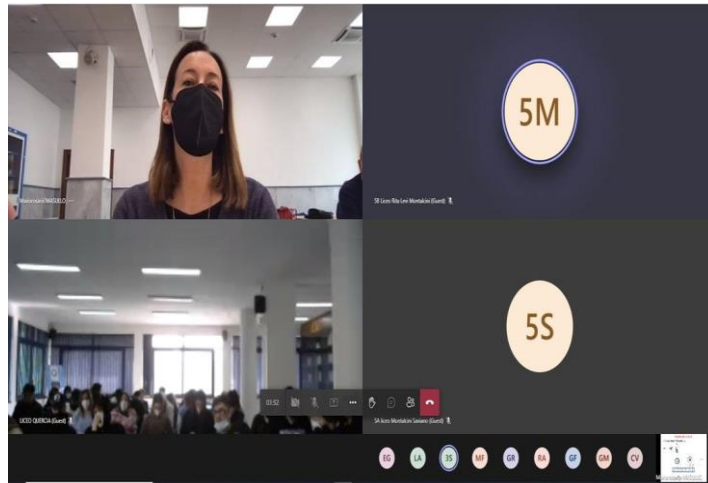 5M
5B Liceo Rita Levi Montalcini (Guest)
5S
LICEO QUERCIA (Guest)
03:52
5A liceo Montalcini Saviano (Guest)
EG
LA
3S
MF
GR
RA
GF
GM
CV